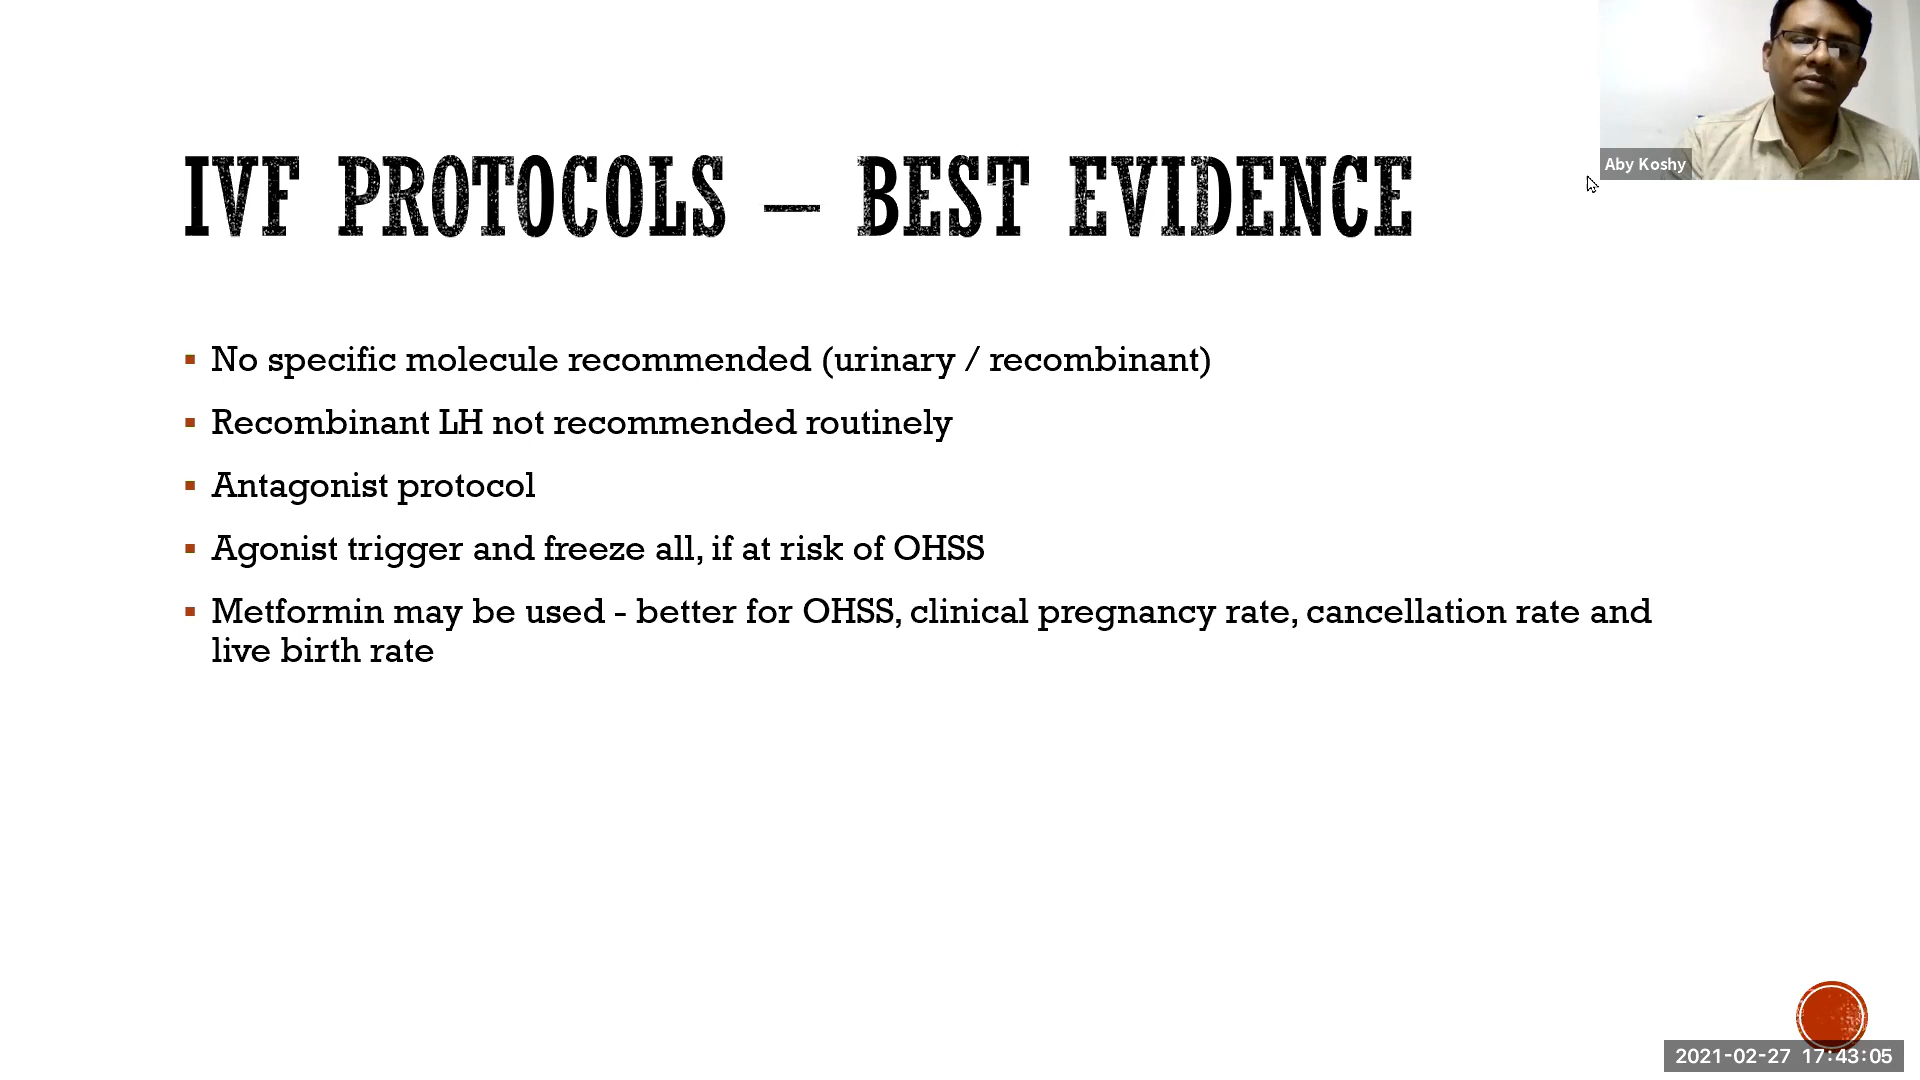 Aby Koshy
IVF PROTOCOLS – BEST EVIDENCE
▪ No specific molecule recommended (urinary / recombinant)
▪ Recombinant LH not recommended routinely
▪ Antagonist protocol
▪ Agonist trigger and freeze all, if at risk of OHSS
▪ Metformin may be used - better for OHSS, clinical pregnancy rate, cancellation rate and
live birth rate
2021-02-27 17:43:05